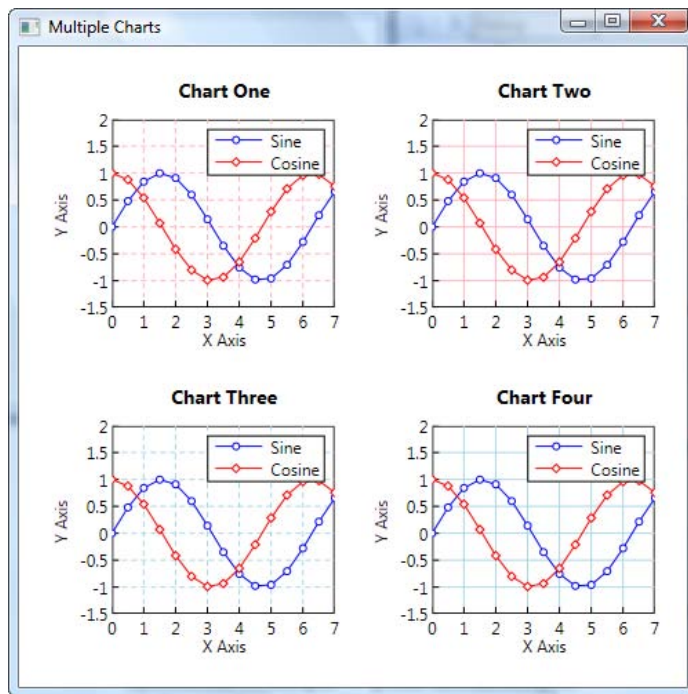 Multiple Charts
Chart One
2
1.5
1
0.5
0
-0.5
-1
-1.5
Y Axis
0 1 2 3 4 5 6 7
X Axis
Sine
Cosine
Chart Two
2
1.5
1
0.5
0
-0.5
-1
-1.5
Y Axis
0 1 2 3 4 5 6 7
X Axis
Sine
Cosine
Chart Three
2
1.5
1
0.5
0
-0.5
-1
-1.5
Y Axis
0 1 2 3 4 5 6 7
X Axis
Sine
Cosine
Chart Four
2
1.5
1
0.5
0
-0.5
-1
-1.5
Y Axis
0 1 2 3 4 5 6 7
X Axis
Sine
Cosine